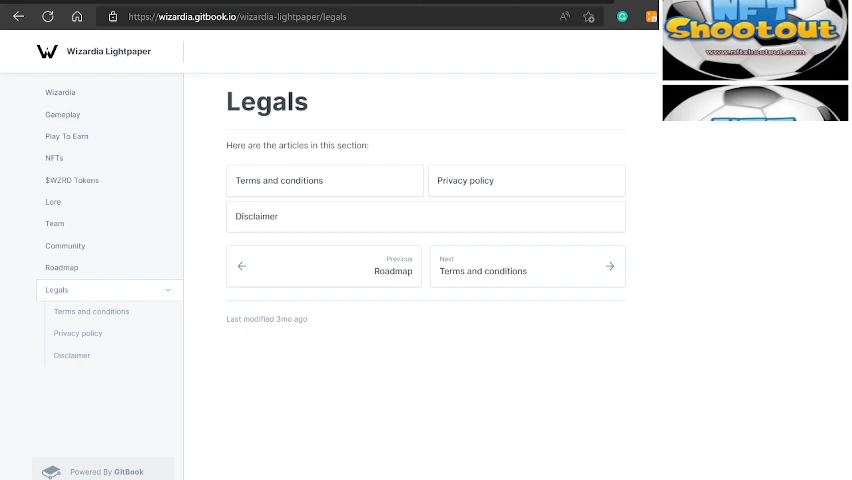 https://wizardia.gitbook.io/wizardia-lightpaper/legals
Wizardia Lightpaper
Wizardia
Gameplay
Play To Earn
NFTs
$WZRD Tokens
Lore
Team
Community
Roadmap
Legals
Terms and conditions
Privacy policy
Disclaimer
Powered By GitBook
Legals
Here are the articles in this section:
Terms and conditions
Privacy policy
Disclaimer
Previous
Roadmap
Next
Terms and conditions
Last modified 3mo ago
NFT
Shootout
www.nftshootout.com